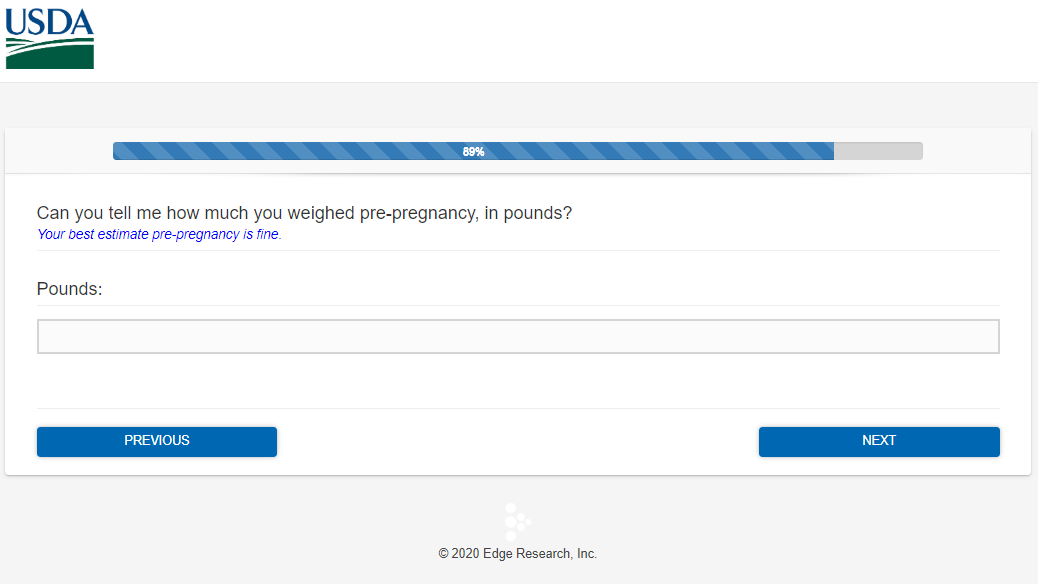 USDA
89%
Can you tell me how much you weighed pre-pregnancy, in pounds?
Your best estimate pre-pregnancy is fine.
Pounds:
PREVIOUS
NEXT
© 2020 Edge Research, Inc.